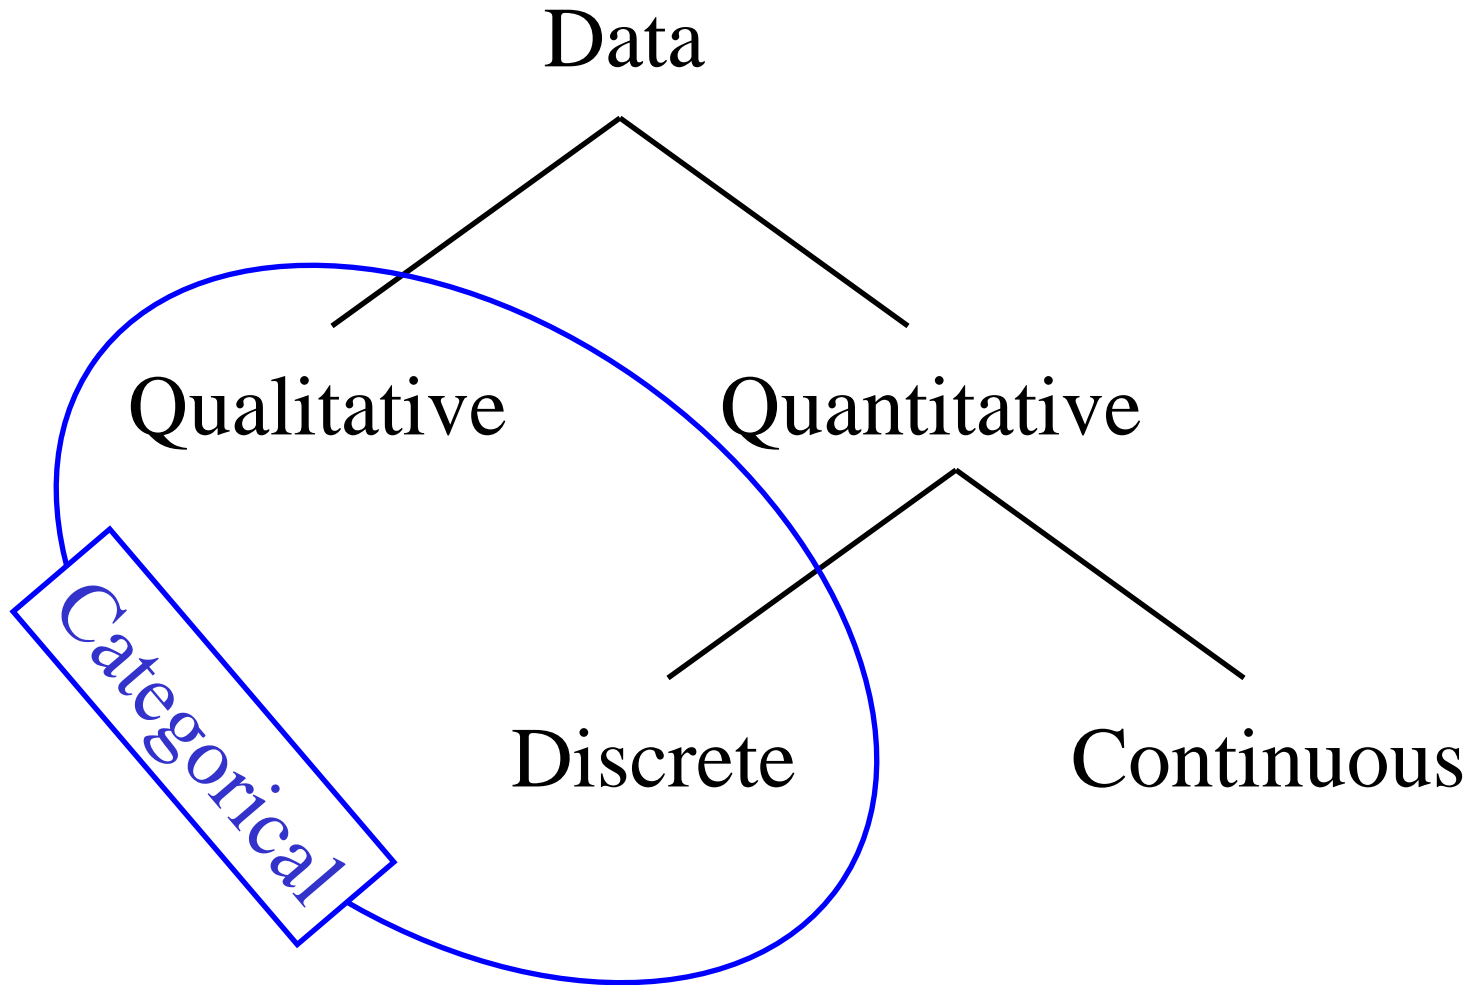 Data
Qualitative
Quantitative
Categorical
Discrete
Continuous